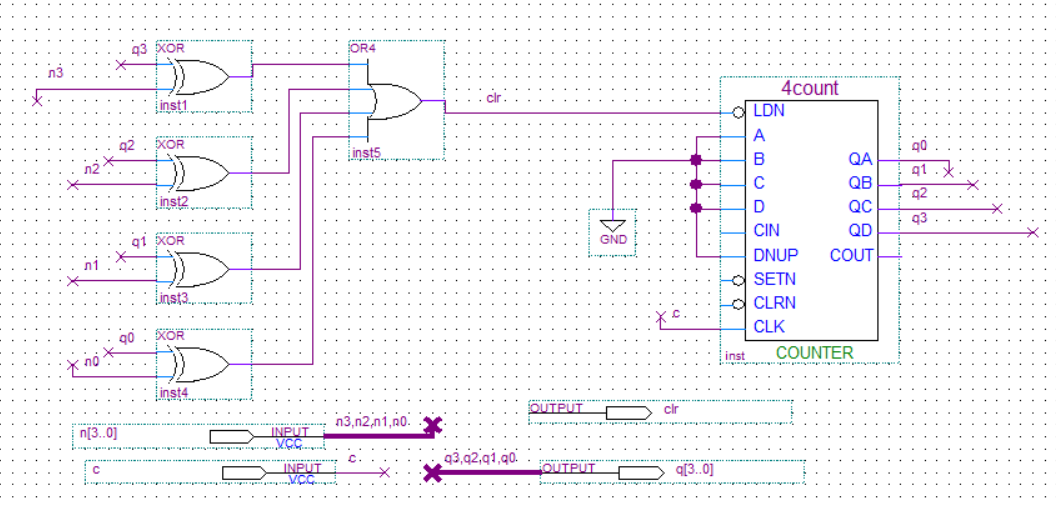 q3 XOR
n3
inst1
OR4
inst5
clr
4count
LDN
A
B
C
D
CIN
DNUP
SETN
CLRN
CLK
QA
QB
QC
QD
COUT
inst COUNTER
q0
q1
q2
q3
c
GND
q2 XOR
n2
inst2
q1 XOR
n1
inst3
q0 XOR
n0
inst4
n[3..0] INPUT
VCC
n3,n2,n1,n0
c INPUT
VCC
c
OUTPUT clr
q3,q2,q1,q0
OUTPUT q[3..0]